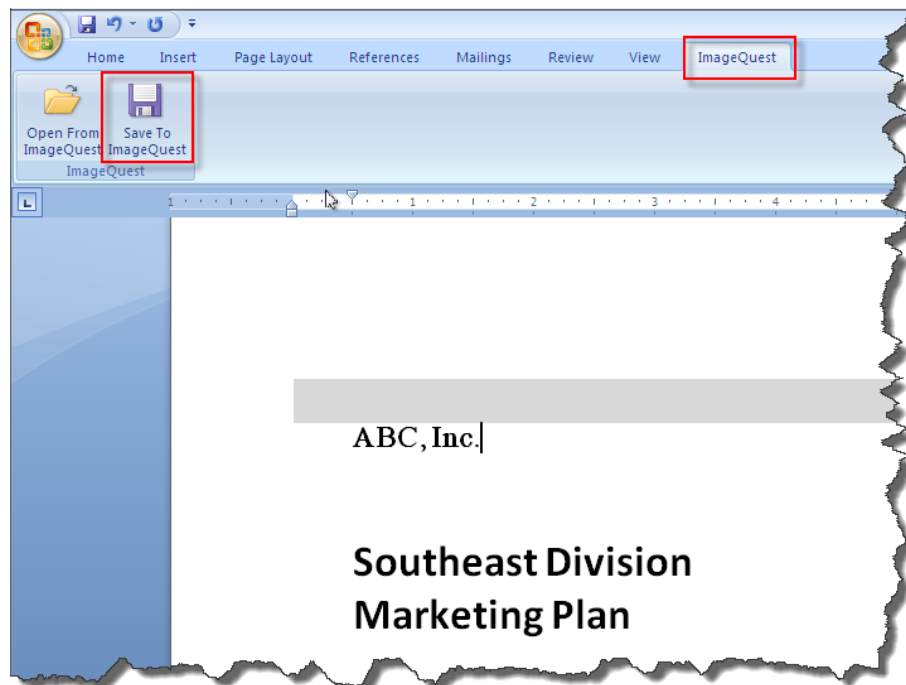 Home Insert Page Layout References Mailings Review View ImageQuest
Open From Save To
ImageQuest ImageQuest
ImageQuest
L 1 1 2 3 4
ABC, Inc.
Southeast Division
Marketing Plan